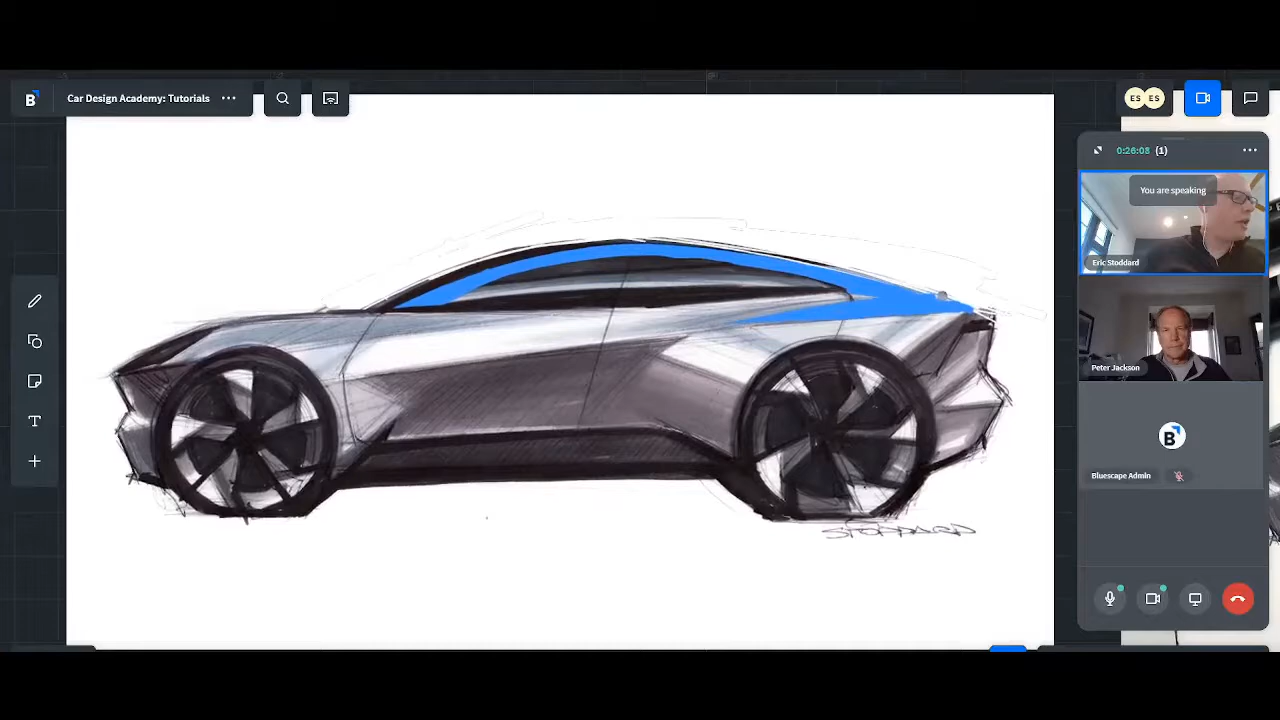 B
Car Design Academy: Tutorials
ES ES
0:26:08 (1)
You are speaking
Eric Stoddard
Peter Jackson
B
Bluescape Admin
T
STODDARD